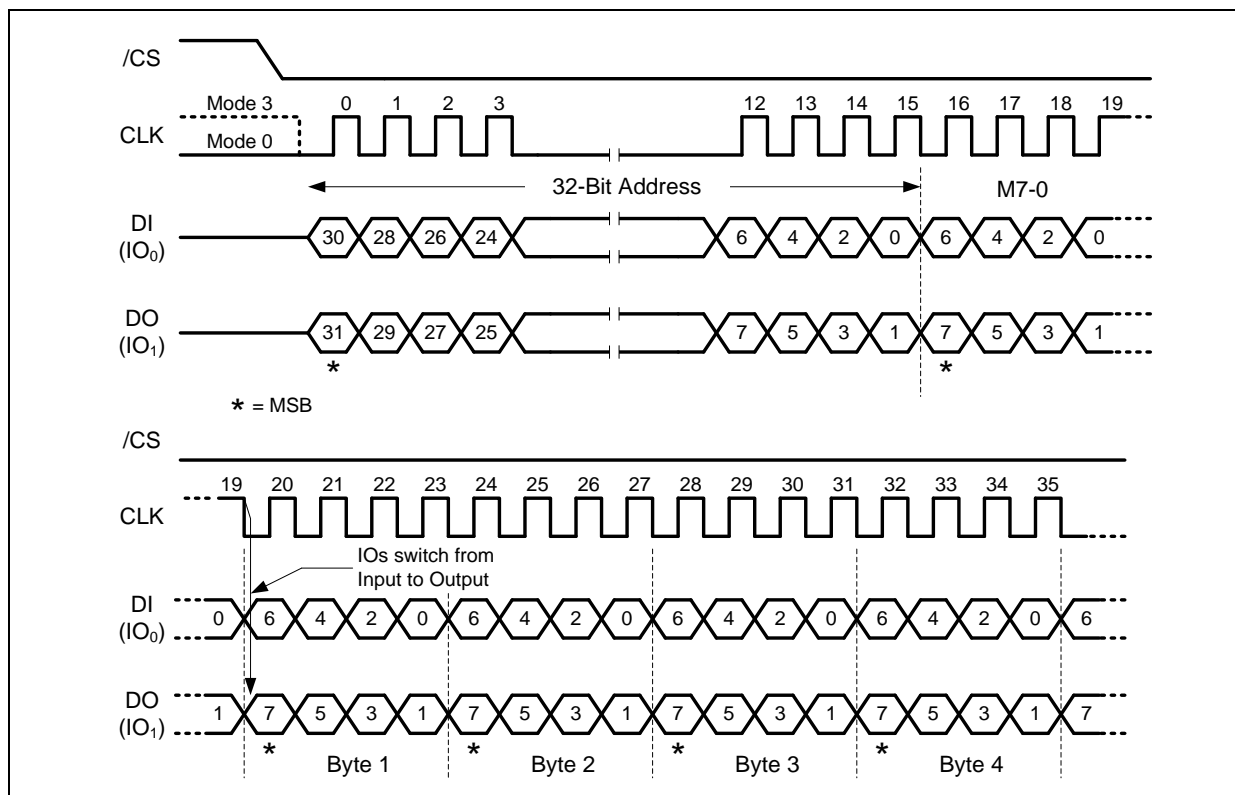 /CS
Mode 3
0 1 2 3 12 13 14 15 16 17 18 19
CLK
Mode 0
32-Bit Address
M7-0
DI
(IO₀)
30 28 26 24 6 4 2 0 6 4 2 0
DO
(IO₁)
31 29 27 25 7 5 3 1 7 5 3 1
* *
* = MSB
/CS
19 20 21 22 23 24 25 26 27 28 29 30 31 32 33 34 35
CLK
IOs switch from
Input to Output
DI
(IO₀)
0 6 4 2 0 6 4 2 0 6 4 2 0 6 4 2 0 6
DO
(IO₁)
1 7 5 3 1 7 5 3 1 7 5 3 1 7 5 3 1 7
* * * *
Byte 1 Byte 2 Byte 3 Byte 4